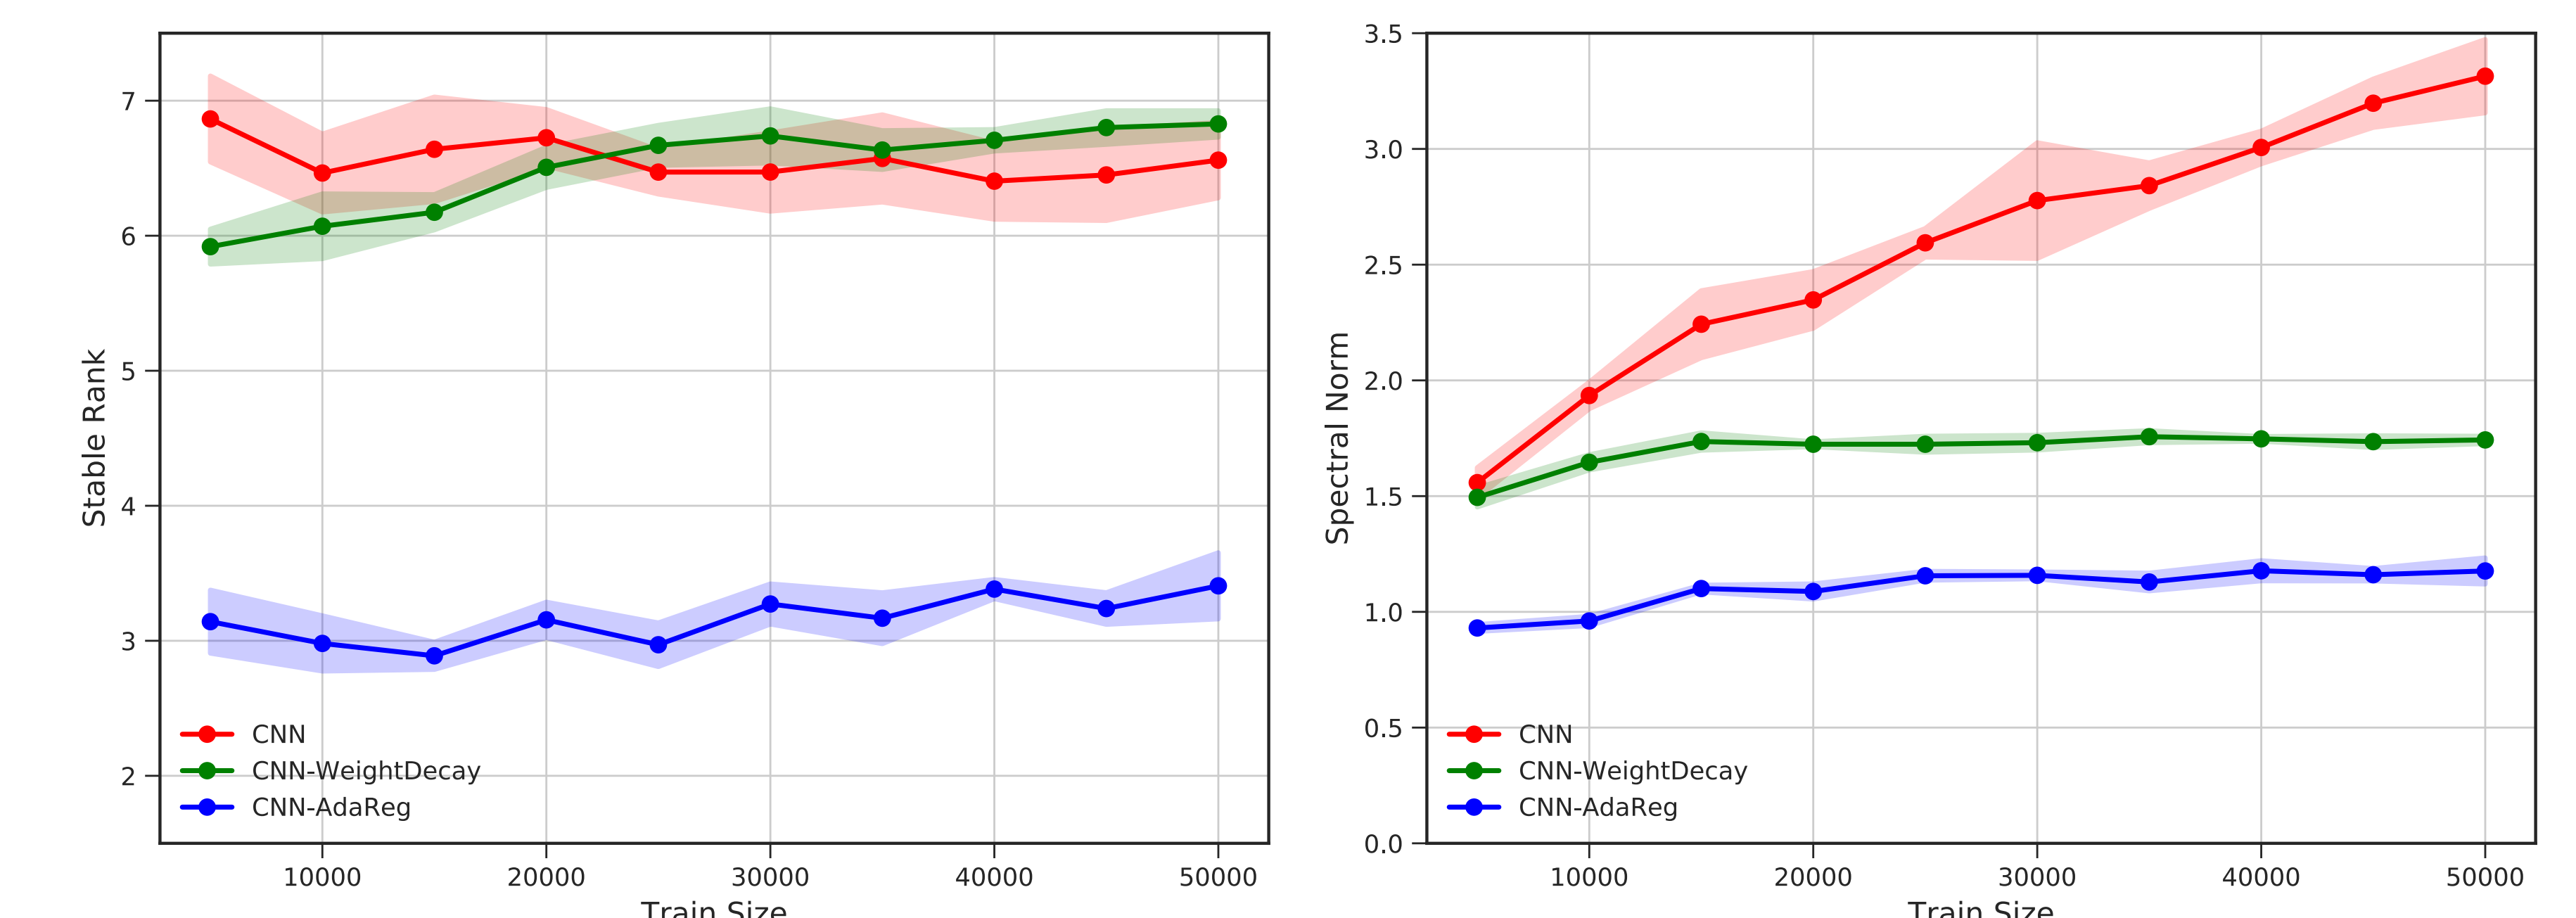 Stable Rank
7
6
5
4
3
2
CNN
CNN-WeightDecay
CNN-AdaReg
10000 20000 30000 40000 50000
Train Size
Spectral Norm
3.5
3.0
2.5
2.0
1.5
1.0
0.5
0.0
CNN
CNN-WeightDecay
CNN-AdaReg
10000 20000 30000 40000 50000
Train Size